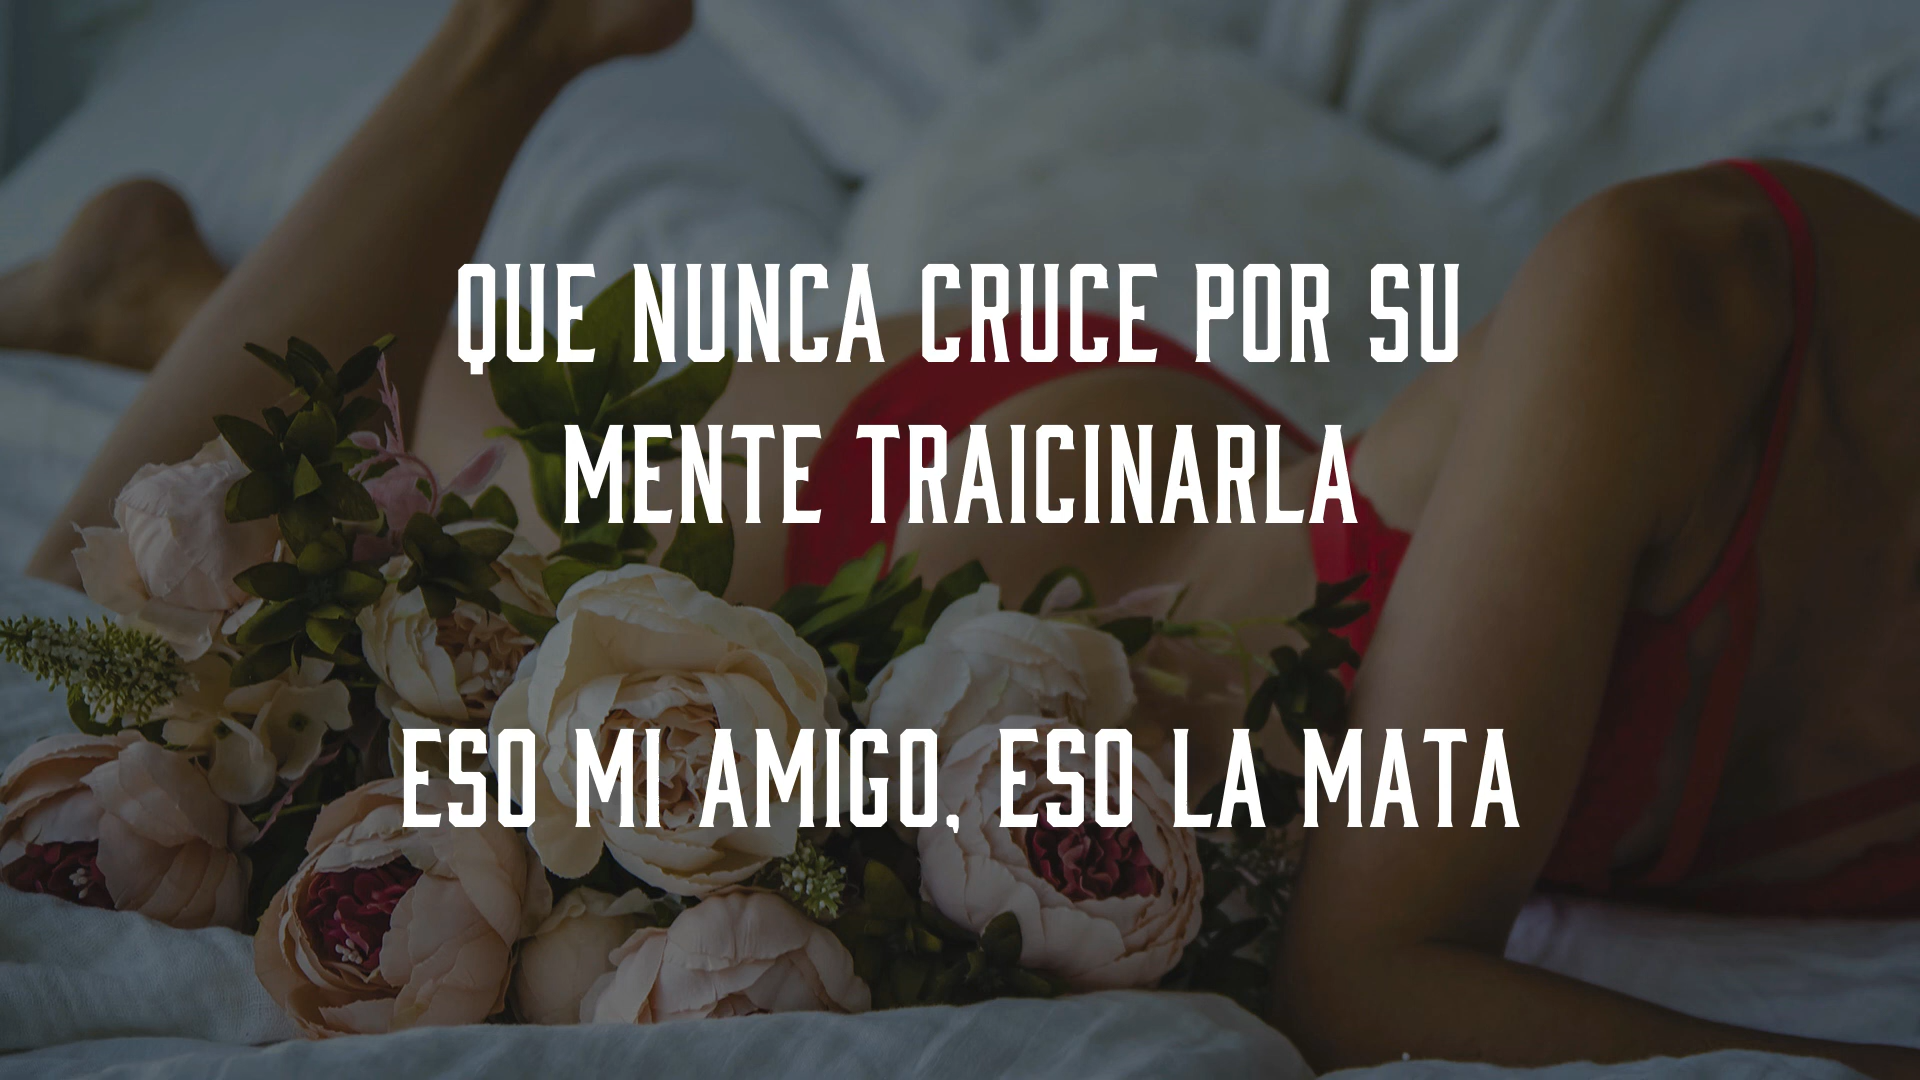 QUE NUNCA CRUCE POR SU
MENTE TRAICINARLA
ESO MI AMIGO, ESO LA MATA